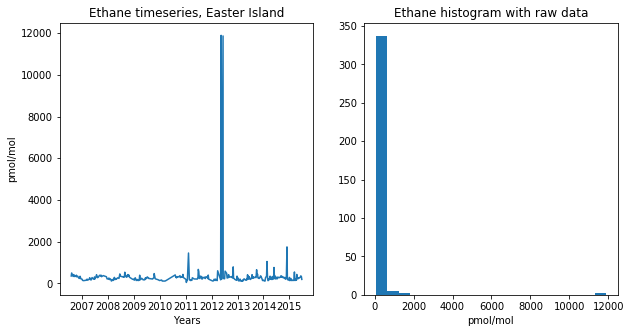 Ethane timeseries, Easter Island
12000
10000
8000
6000
4000
2000
0
pmol/mol
2007 2008 2009 2010 2011 2012 2013 2014 2015
Years
Ethane histogram with raw data
350
300
250
200
150
100
50
0
0 2000 4000 6000 8000 10000 12000
pmol/mol